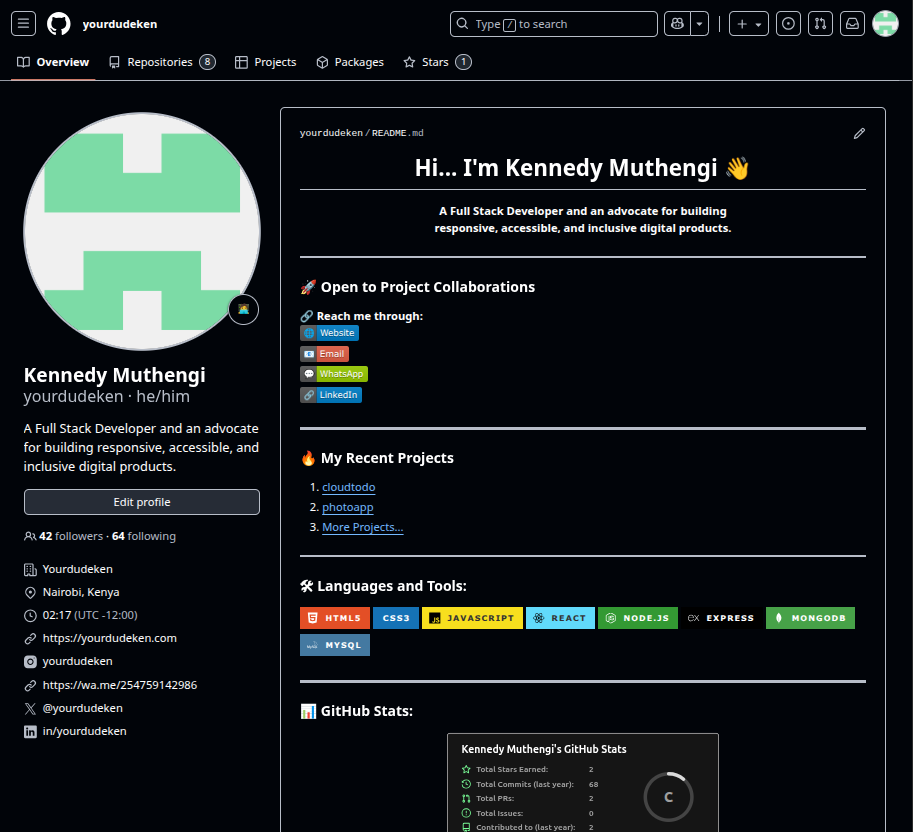 yourdudeken
Type / to search
Overview
Repositories 8
Projects
Packages
Stars 1
Kennedy Muthengi
yourdudeken · he/him
A Full Stack Developer and an advocate
for building responsive, accessible, and
inclusive digital products.
Edit profile
42 followers · 64 following
Yourdudeken
Nairobi, Kenya
02:17 (UTC -12:00)
https://yourdudeken.com
yourdudeken
https://wa.me/254759142986
@yourdudeken
in/yourdudeken
yourdudeken/README.md
Hi... I'm Kennedy Muthengi 👋
A Full Stack Developer and an advocate for building
responsive, accessible, and inclusive digital products.
🚀 Open to Project Collaborations
🔗 Reach me through:
🌐 Website
📧 Email
💬 WhatsApp
🔗 LinkedIn
🔥 My Recent Projects
1. cloudtodo
2. photoapp
3. More Projects...
🛠 Languages and Tools:
HTML5 CSS3 JS JAVASCRIPT REACT NODE.JS ex EXPRESS MONGODB
MySQL MYSQL
📊 GitHub Stats:
Kennedy Muthengi's GitHub Stats
Total Stars Earned: 2
Total Commits (last year): 68
Total PRs: 2
Total Issues: 0
Contributed to (last year): 2
C